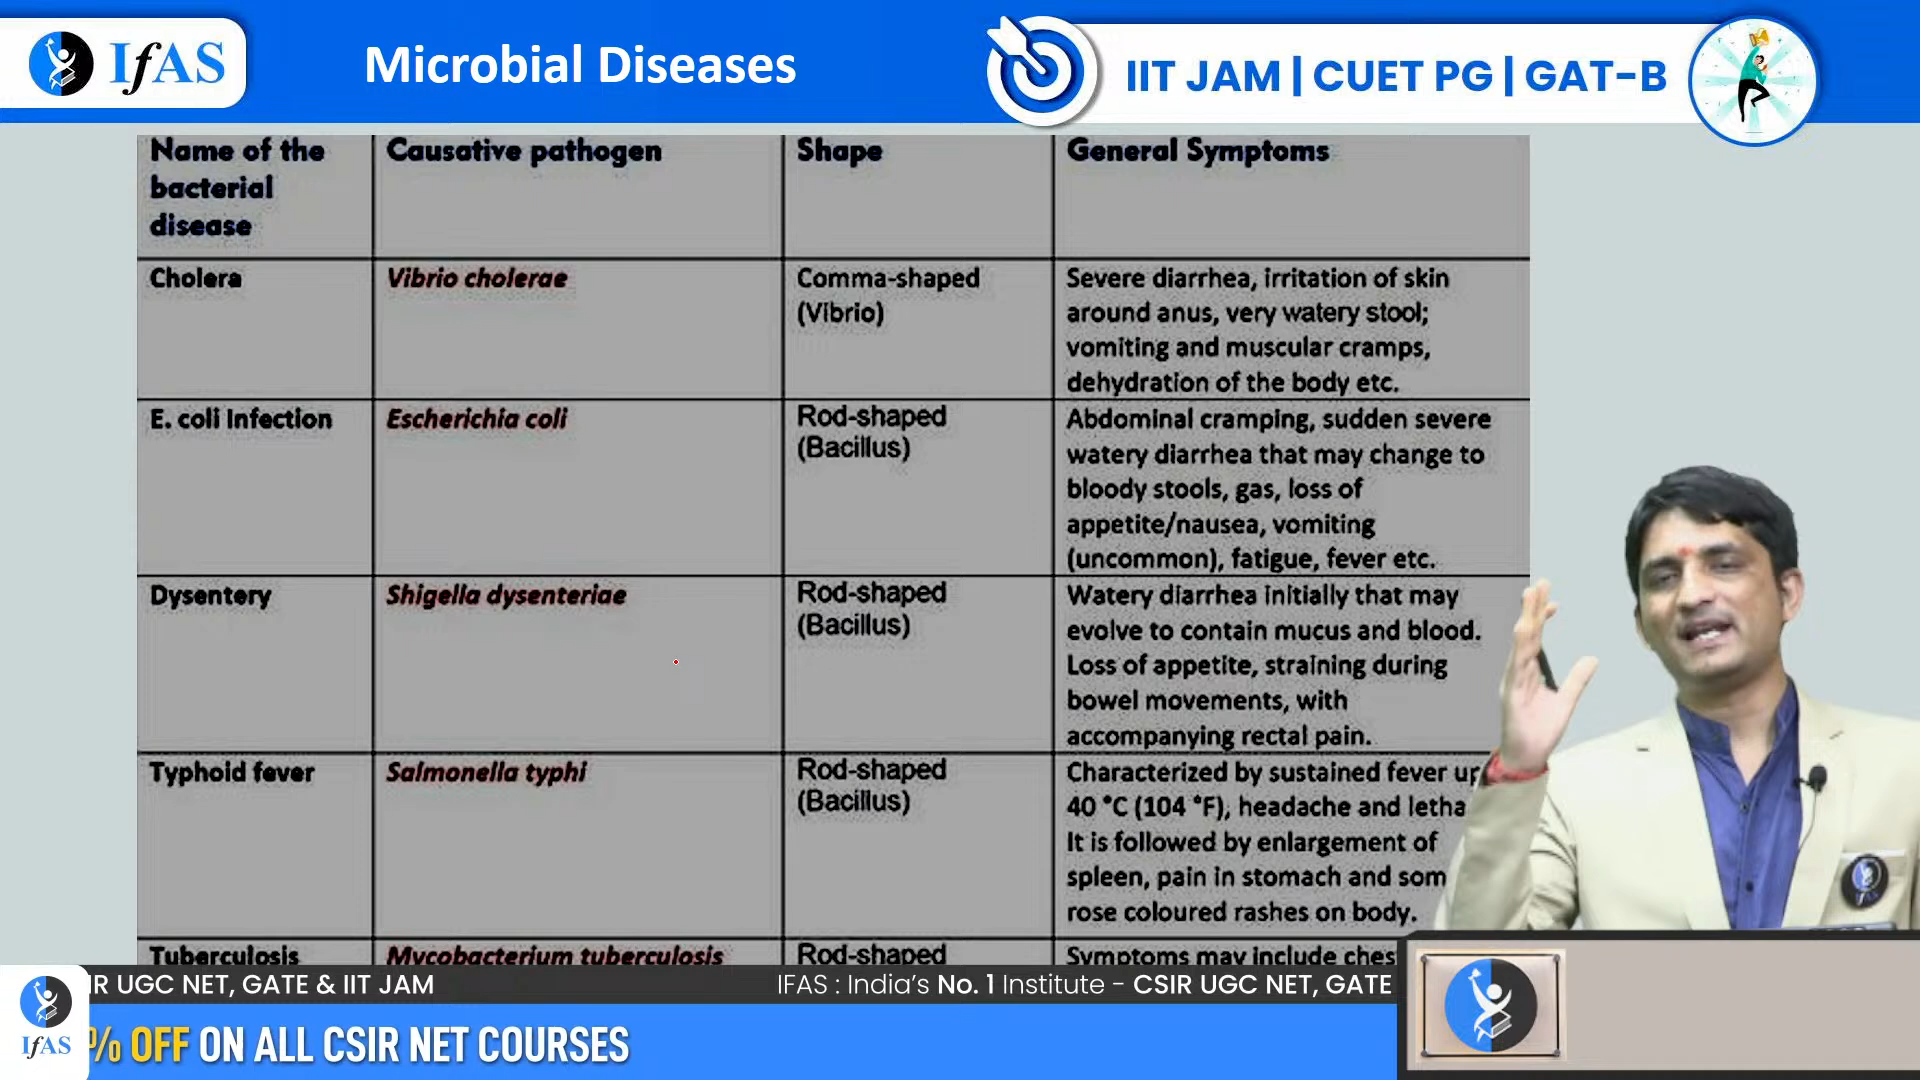 IfAS
Microbial Diseases
IIT JAM | CUET PG | GAT-B
Name of the
bacterial
disease
Causative pathogen
Shape
General Symptoms
Cholera
Vibrio cholerae
Comma-shaped
(Vibrio)
Severe diarrhea, irritation of skin
around anus, very watery stool;
vomiting and muscular cramps,
dehydration of the body etc.
E. coli Infection
Escherichia coli
Rod-shaped
(Bacillus)
Abdominal cramping, sudden severe
watery diarrhea that may change to
bloody stools, gas, loss of
appetite/nausea, vomiting
(uncommon), fatigue, fever etc.
Dysentery
Shigella dysenteriae
Rod-shaped
(Bacillus)
Watery diarrhea initially that may
evolve to contain mucus and blood.
Loss of appetite, straining during
bowel movements, with
accompanying rectal pain.
Typhoid fever
Salmonella typhi
Rod-shaped
(Bacillus)
Characterized by sustained fever up
40 °C (104 °F), headache and letha
It is followed by enlargement of
spleen, pain in stomach and som
rose coloured rashes on body.
Tuberculosis
Mycobacterium tuberculosis
Rod-shaped
Symptoms may include ches
IR UGC NET, GATE & IIT JAM
IFAS : India's No. 1 Institute - CSIR UGC NET, GATE
IfAS
% OFF ON ALL CSIR NET COURSES